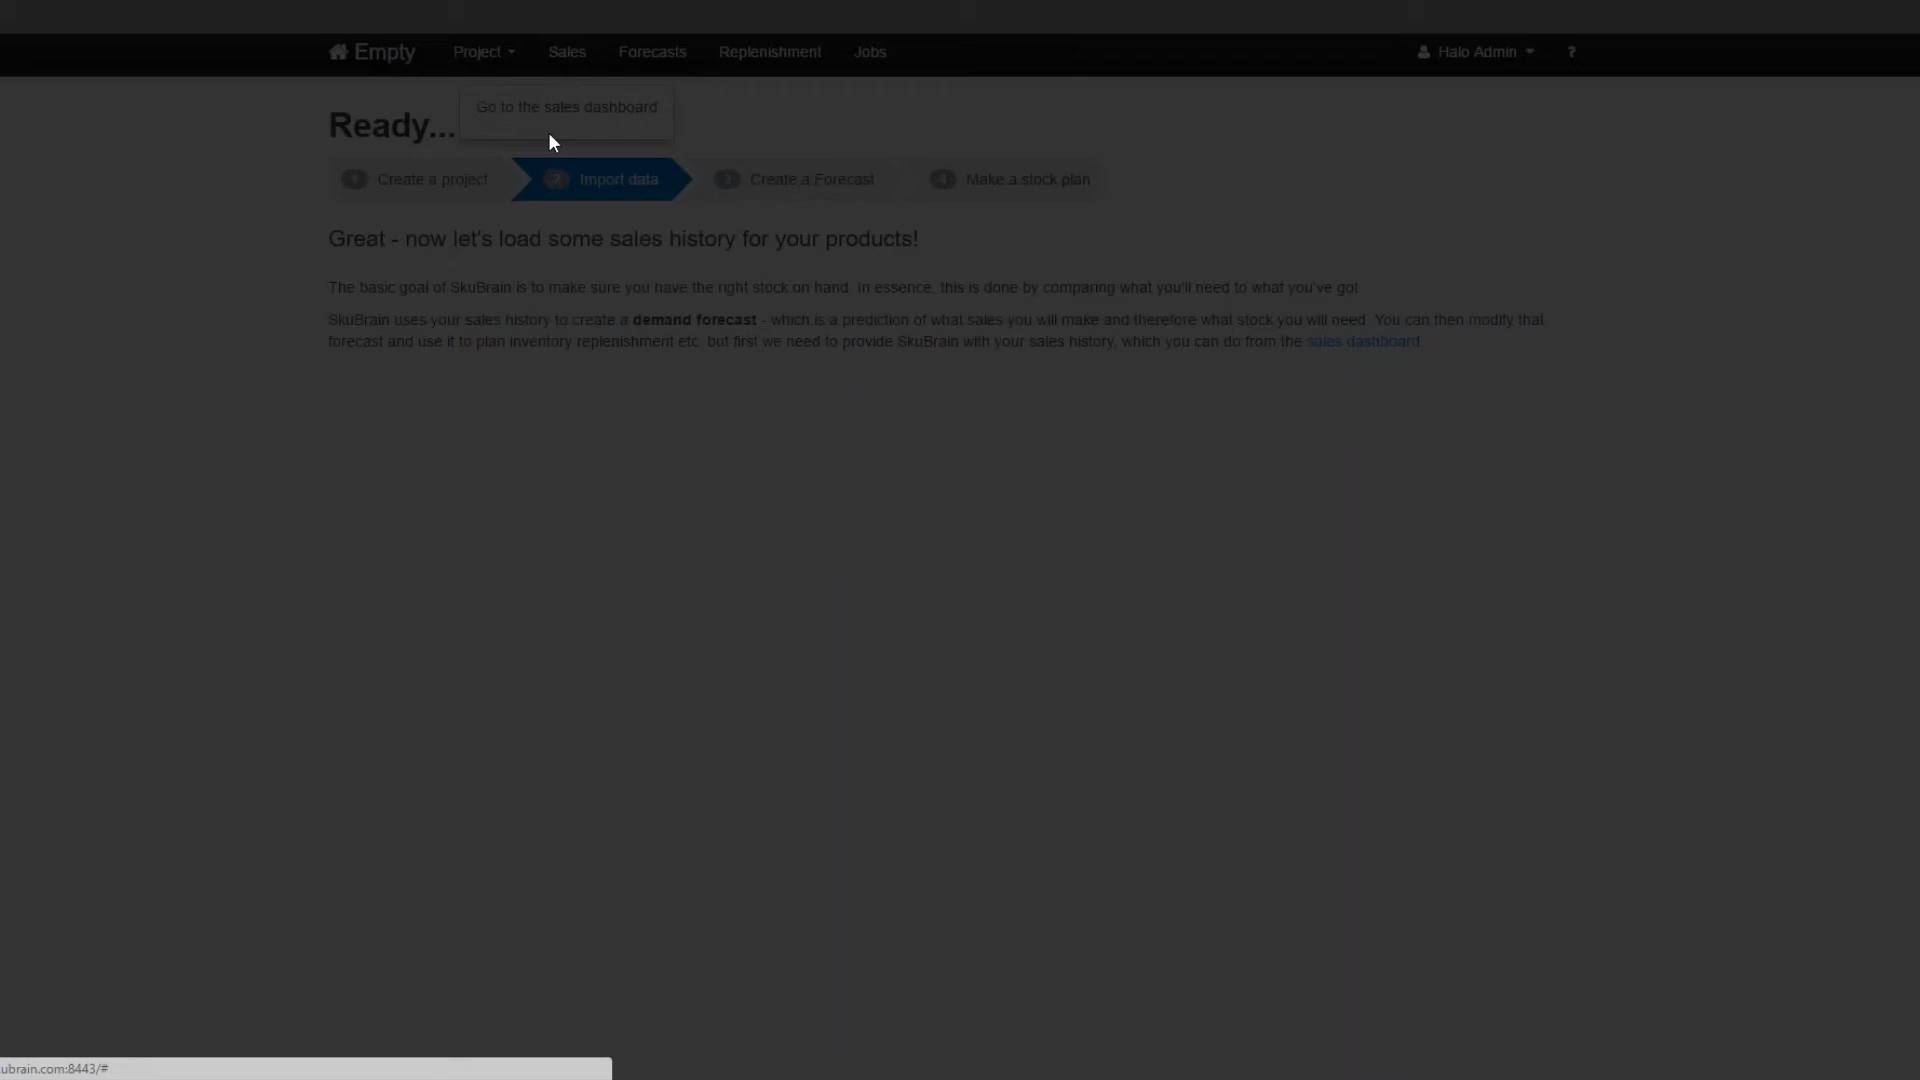 Empty Project Sales Forecasts Replenishment Jobs Halo Admin ?
Go to the sales dashboard
Ready...
1 Create a project 2 Import data 3 Create a Forecast 4 Make a stock plan
Great - now let's load some sales history for your products!
The basic goal of SkuBrain is to make sure you have the right stock on hand. In essence, this is done by comparing what you'll need to what you've got
SkuBrain uses your sales history to create a demand forecast - which is a prediction of what sales you will make and therefore what stock you will need. You can then modify that
forecast and use it to plan inventory replenishment etc. but first we need to provide SkuBrain with your sales history, which you can do from the sales dashboard.
ubrain.com:8443/#